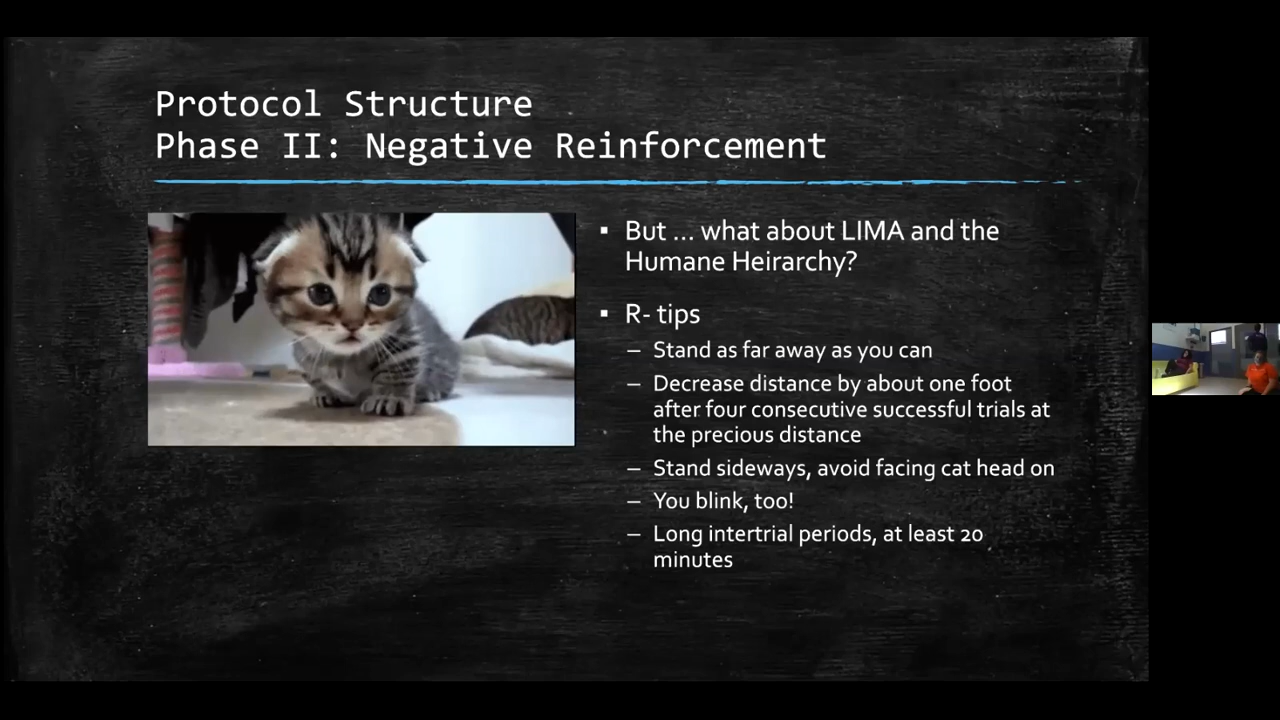 Protocol Structure
Phase II: Negative Reinforcement
▪ But … what about LIMA and the
Humane Heirarchy?
▪ R- tips
– Stand as far away as you can
– Decrease distance by about one foot
after four consecutive successful trials at
the precious distance
– Stand sideways, avoid facing cat head on
– You blink, too!
– Long intertrial periods, at least 20
minutes